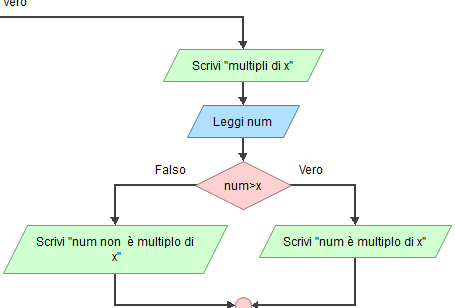 Vero
Scrivi "multipli di x"
Leggi num
Falso
Vero
num>x
Scrivi "num non  è multiplo di
x"
Scrivi "num è multiplo di x"